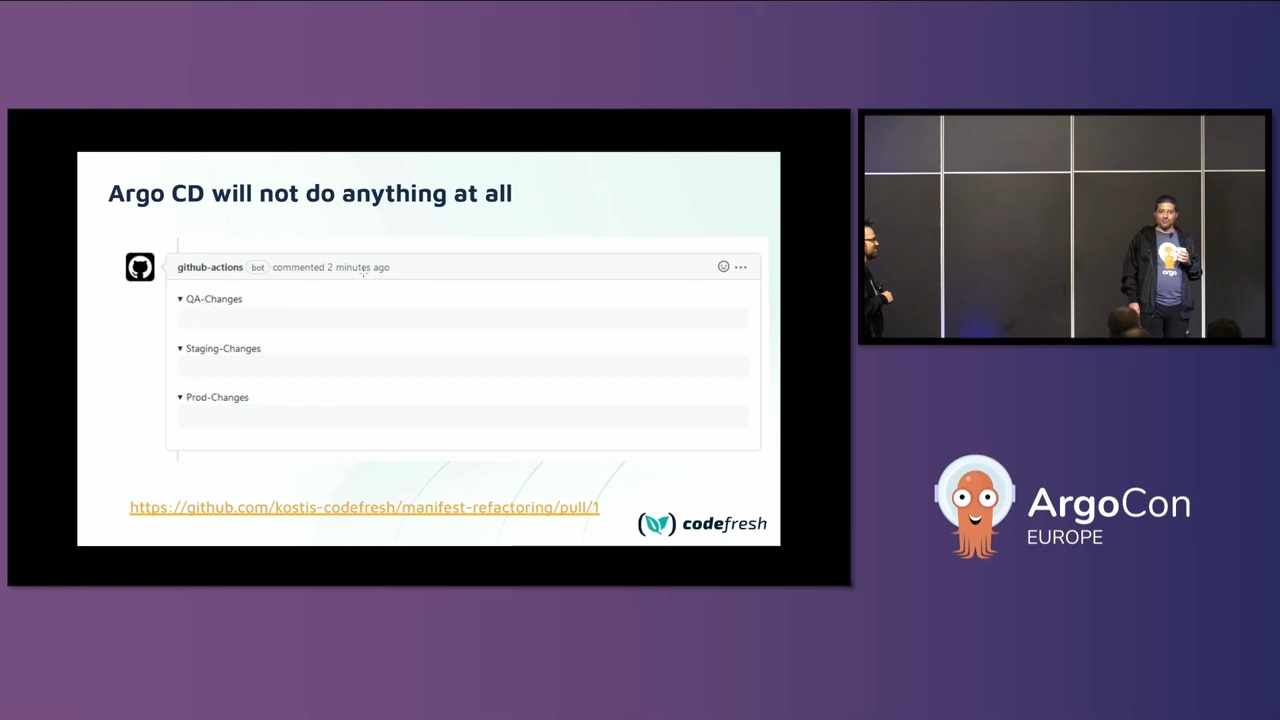 Argo CD will not do anything at all
github-actions bot commented 2 minutes ago
QA-Changes
Staging-Changes
Prod-Changes
https://github.com/kostis-codefresh/manifest-refactoring/pull/1
codefresh
argo
ArgoCon
EUROPE